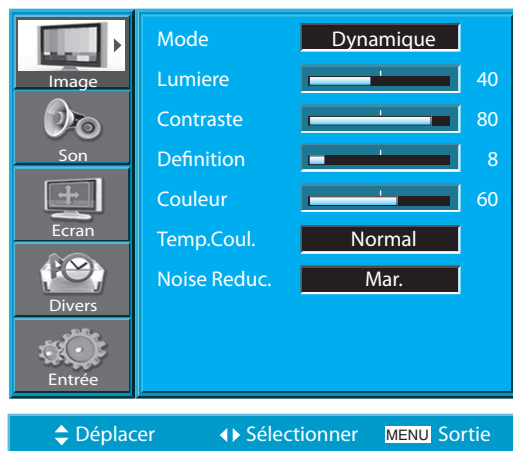 Image
Son
Ecran
Divers
Entrée
Mode Dynamique
Lumiere 40
Contraste 80
Definition 8
Couleur 60
Temp.Coul. Normal
Noise Reduc. Mar.
Déplacer Sélectionner MENU Sortie